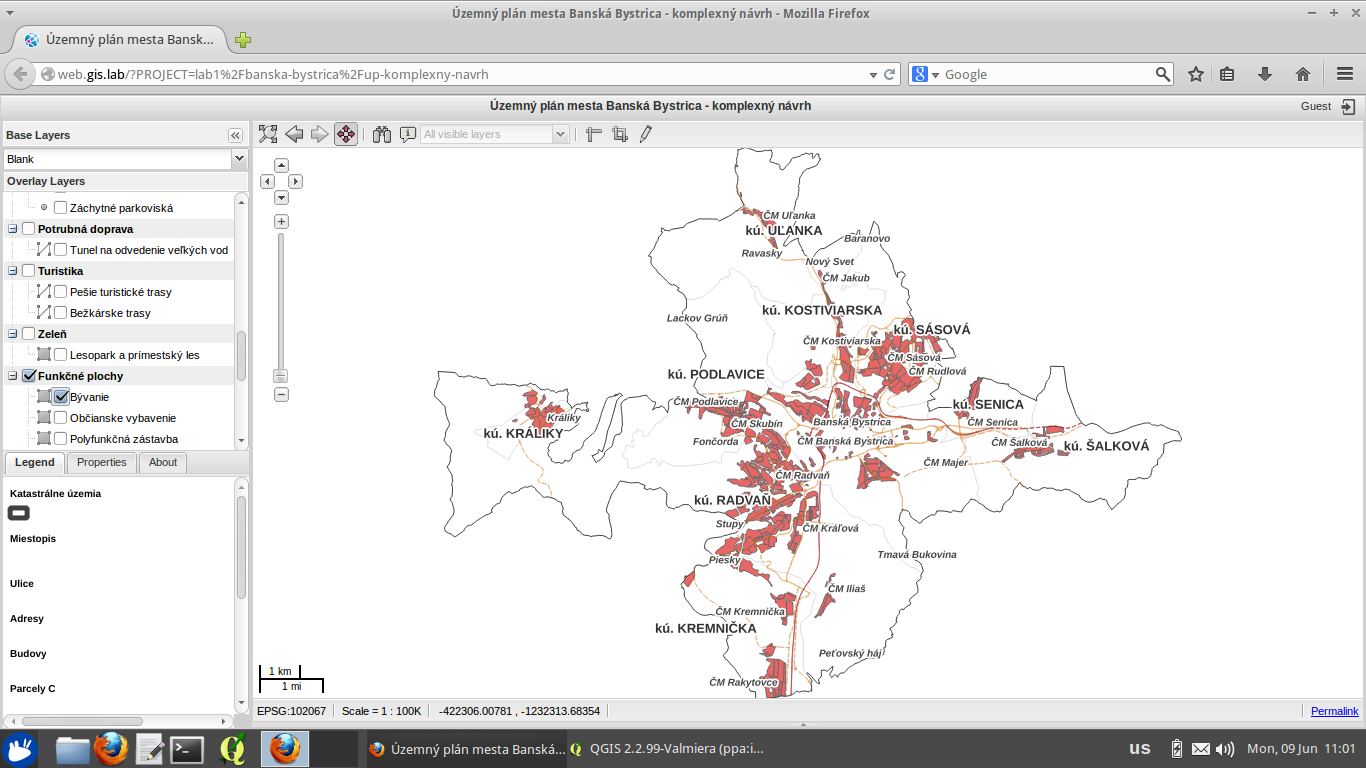 Územný plán mesta Banská Bystrica - komplexný návrh - Mozilla Firefox
Územný plán mesta Bansk...
web.gis.lab/?PROJECT=lab1%2Fbanska-bystrica%2Fup-komplexny-navrh
Google
Územný plán mesta Banská Bystrica - komplexný návrh
Guest
Base Layers
All visible layers
Blank
Overlay Layers
Záchytné parkoviská
Potrubná doprava
Tunel na odvedenie veľkých vod
Turistika
Pešie turistické trasy
Bežkárske trasy
Zeleň
Lesopark a prímestský les
Funkčné plochy
Bývanie
Občianske vybavenie
Polyfunkčná zástavba
Legend
Properties
About
Katastrálne územia
Miestopis
Ulice
Adresy
Budovy
Parcely C
ČM Uľanka
kú. UĽANKA
Baranovo
Ravasky
Nový Svet
ČM Jakub
kú. KOSTIVIARSKA
Lackov Grúň
kú. SÁSOVÁ
ČM Kostiviarska
ČM Sásová
ČM Rudlová
kú. PODLAVICE
ČM Podlavice
kú. SENICA
Králiky
ČM Skubín
Banská Bystrica
ČM Senica
kú. KRÁLIKY
Fončorda
ČM Banská Bystrica
ČM Šalková
kú. ŠALKOVÁ
ČM Majer
ČM Radvaň
kú. RADVAŇ
Stupy
ČM Kráľová
Tmavá Bukovina
Piesky
ČM Iliaš
ČM Kremnička
kú. KREMNIČKA
Peťovský háj
ČM Rakytovce
1 km
1 mi
EPSG:102067
Scale = 1 : 100K
-422306.00781 , -1232313.68354
Permalink
Územný plán mesta Banská...
QGIS 2.2.99-Valmiera (ppa:i...
us
Mon, 09 Jun 11:01